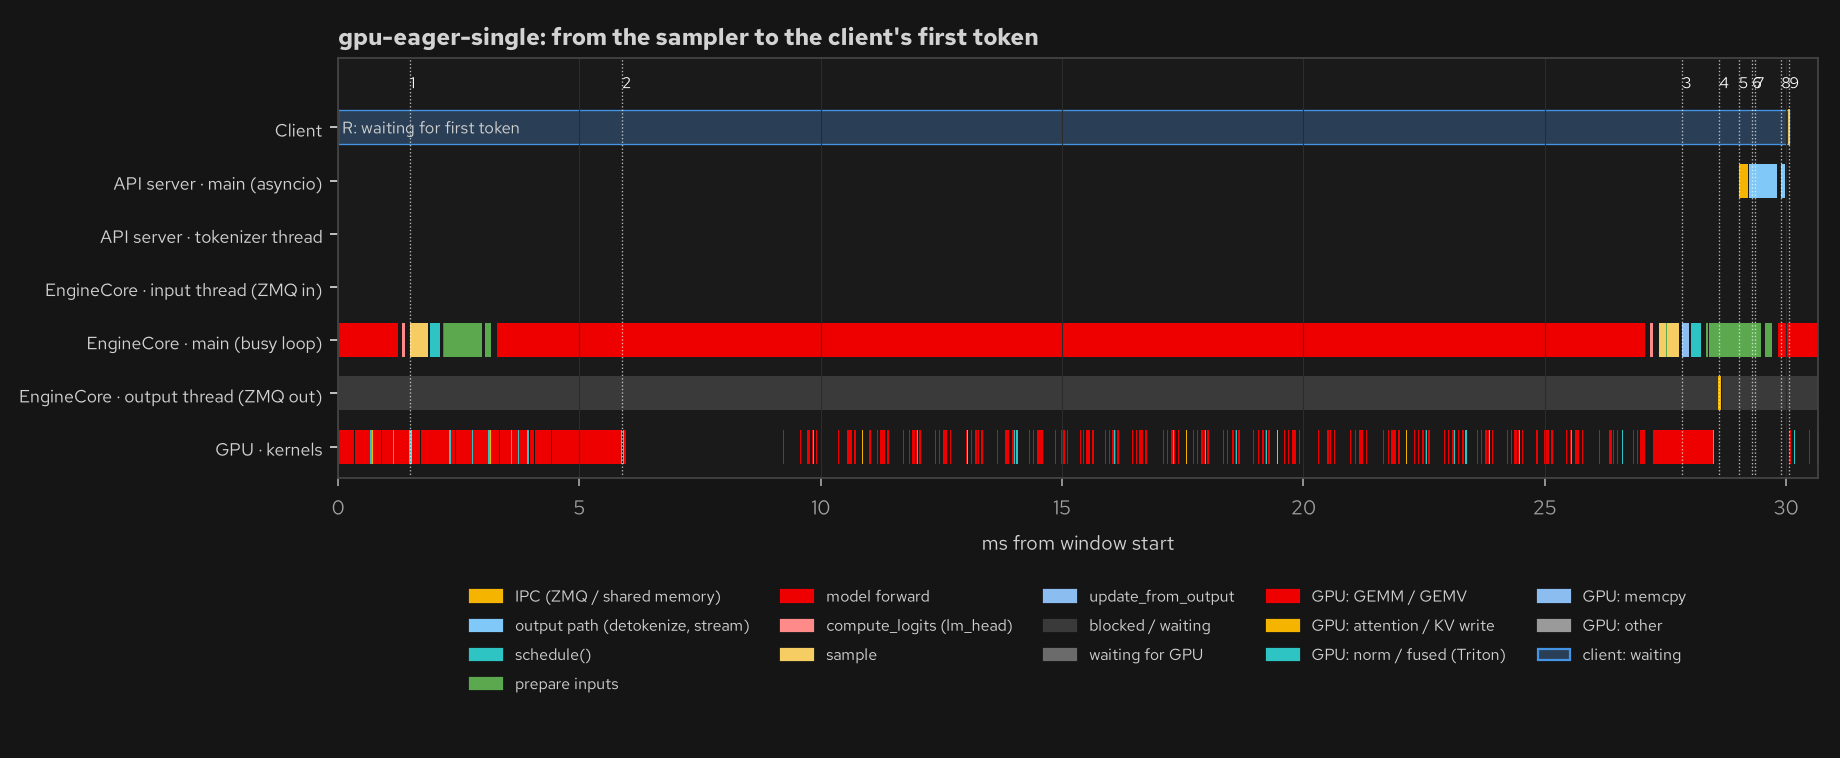 gpu-eager-single: from the sampler to the client's first token
1 2 3 4 5 6 7 8 9
Client
R: waiting for first token
API server · main (asyncio)
API server · tokenizer thread
EngineCore · input thread (ZMQ in)
EngineCore · main (busy loop)
EngineCore · output thread (ZMQ out)
GPU · kernels
0 5 10 15 20 25 30
ms from window start
IPC (ZMQ / shared memory) model forward update_from_output GPU: GEMM / GEMV GPU: memcpy
output path (detokenize, stream) compute_logits (lm_head) blocked / waiting GPU: attention / KV write GPU: other
schedule() sample waiting for GPU GPU: norm / fused (Triton) client: waiting
prepare inputs